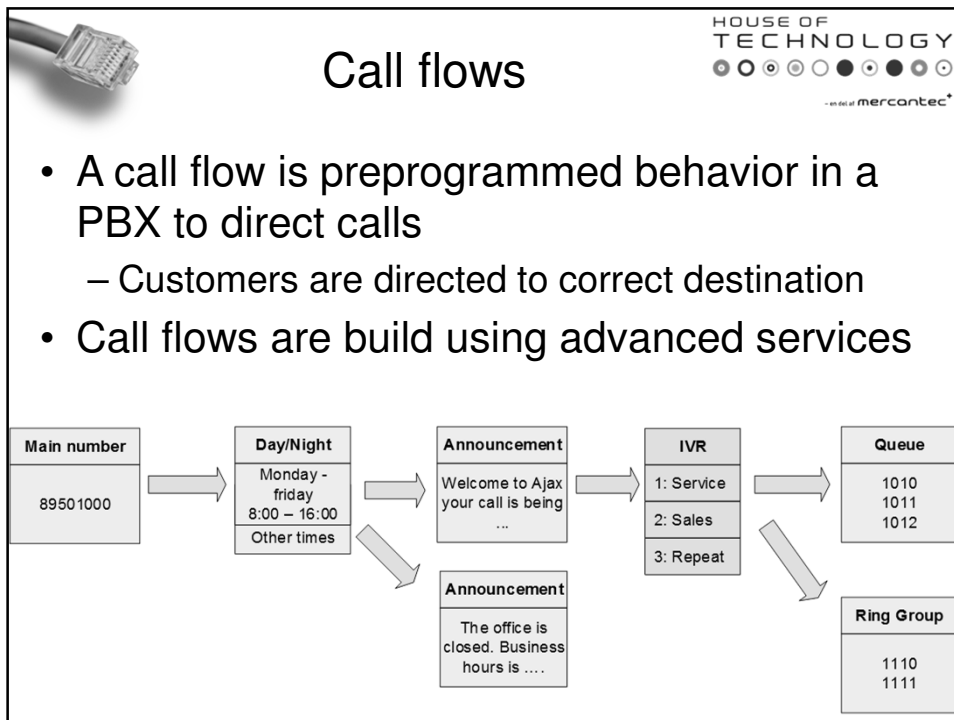 HOUSE OF
TECHNOLOGY
- en del af mercantec+
Call flows
• A call flow is preprogrammed behavior in a
PBX to direct calls
– Customers are directed to correct destination
• Call flows are build using advanced services
Main number
89501000
Day/Night
Monday -
friday
8:00 – 16:00
Other times
Announcement
Welcome to Ajax
your call is being
...
Announcement
The office is
closed. Business
hours is ....
IVR
1: Service
2: Sales
3: Repeat
Queue
1010
1011
1012
Ring Group
1110
1111